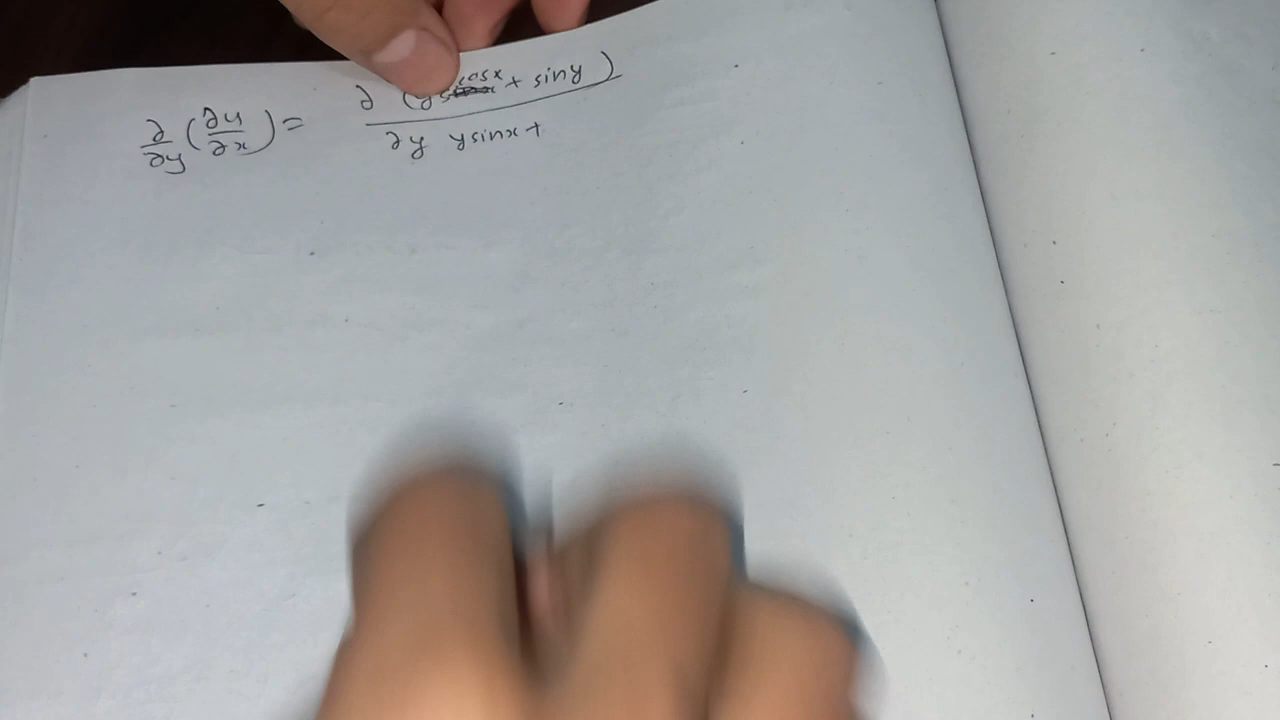 ∂/∂y (∂u/∂x) = ∂ (y cosx + siny) / ∂y ysinx +